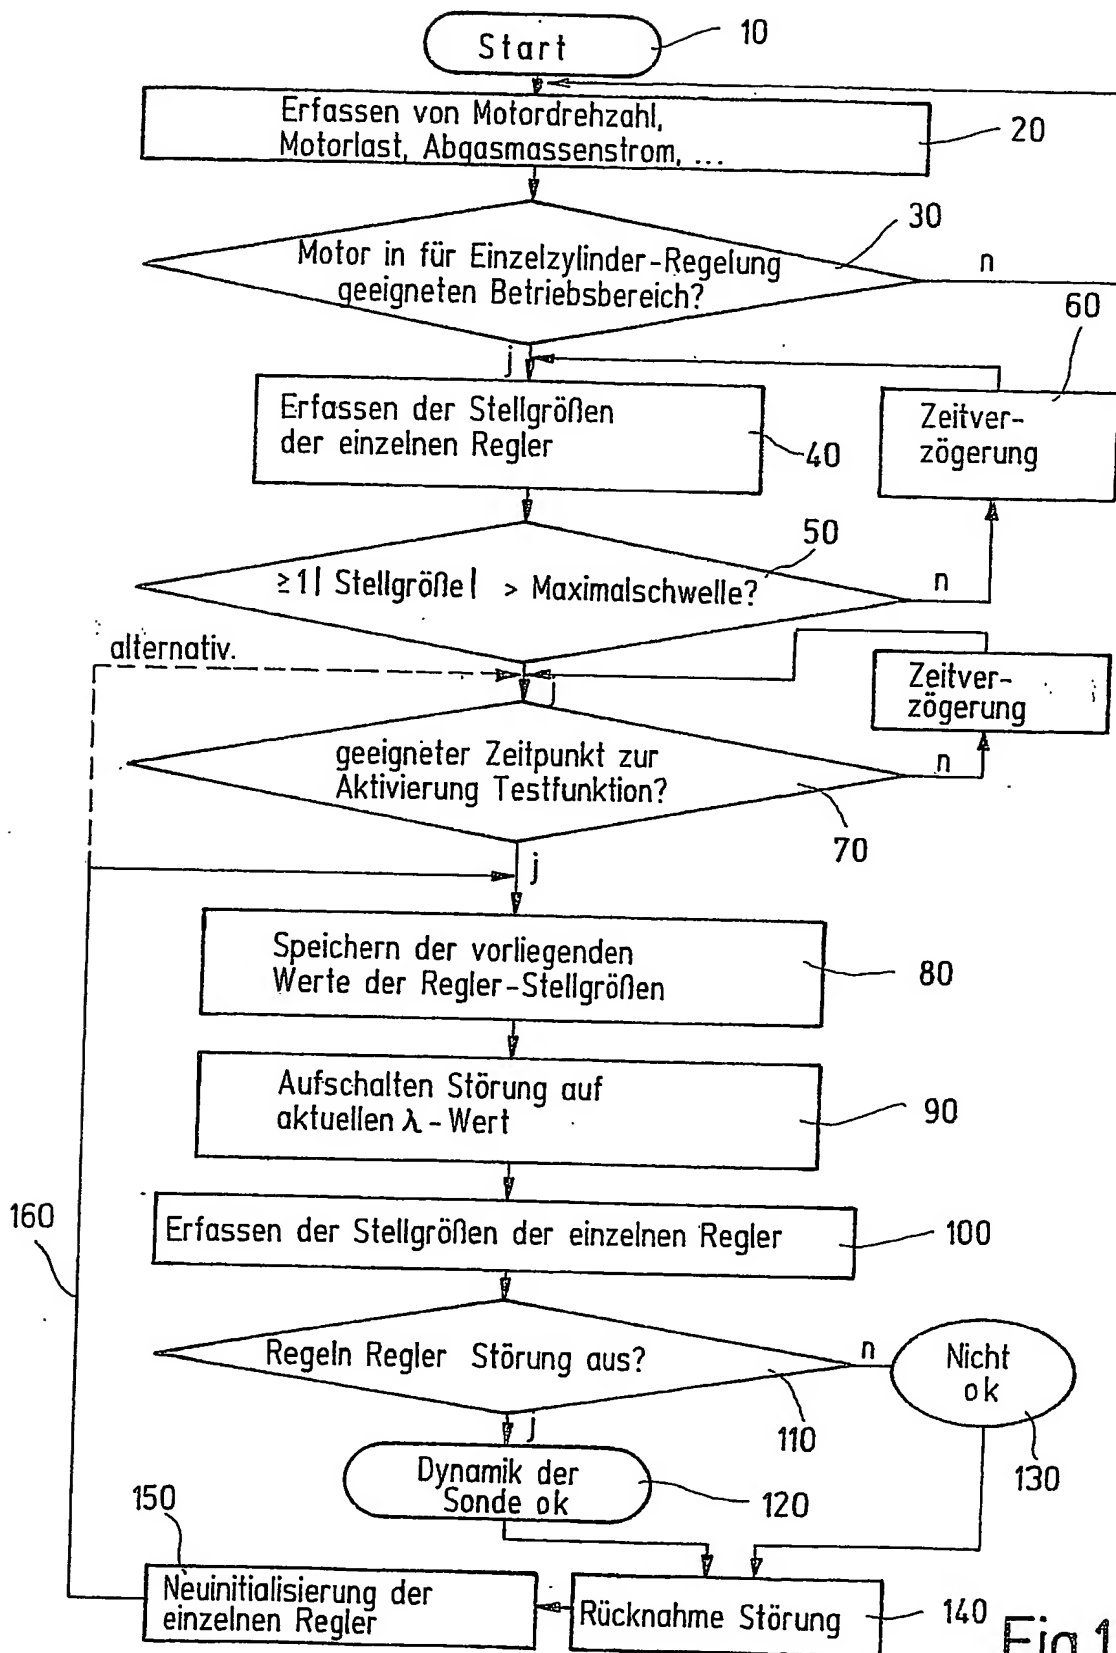 Start
10
Erfassen von Motordrehzahl,
Motorlast, Abgasmassenstrom, ...
20
30
Motor in für Einzelzylinder-Regelung
geeigneten Betriebsbereich?
n
60
j
Erfassen der Stellgrößen
der einzelnen Regler
40
Zeitver-
zögerung
50
≥1| Stellgröße| > Maximalschwelle?
n
alternativ.
j
Zeitver-
zögerung
geeigneter Zeitpunkt zur
Aktivierung Testfunktion?
n
70
j
Speichern der vorliegenden
Werte der Regler-Stellgrößen
80
Aufschalten Störung auf
aktuellen λ-Wert
90
160
Erfassen der Stellgrößen der einzelnen Regler
100
Regeln Regler Störung aus?
n
Nicht
ok
110
j
130
Dynamik der
Sonde ok
120
150
Neuinitialisierung der
einzelnen Regler
Rücknahme Störung
140
Fig.1